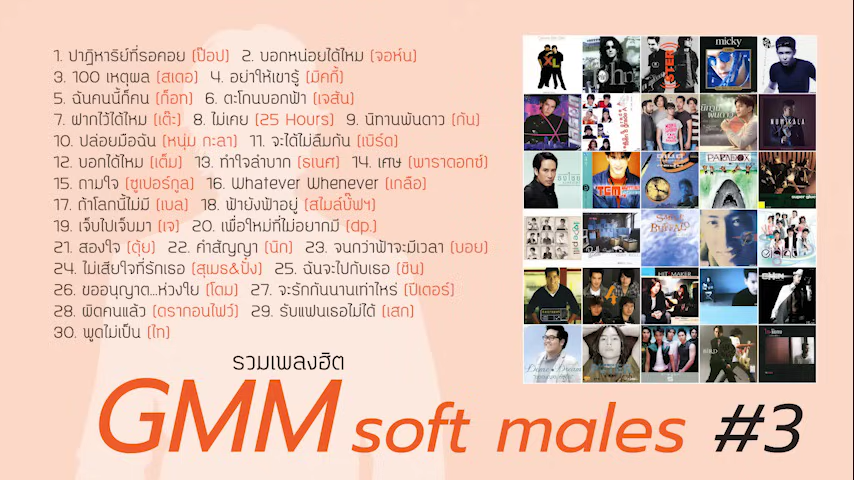 1. ปาฏิหาริย์ที่รอคอย (ป๊อป) 2. บอกหน่อยได้ไหม (จอห์น)
3. 100 เหตุผล (สเตอ) 4. อย่าให้เขารู้ (มิคกี้)
5. ฉันคนนี้ก็คน (ก็อท) 6. ตะโกนบอกฟ้า (เจสัน)
7. ฝากไว้ได้ไหม (เต๊ะ) 8. ไม่เคย (25 Hours) 9. นิทานพันดาว (กัน)
10. ปล่อยมือฉัน (หนุ่ม กะลา) 11. จะได้ไม่ลืมกัน (เบิร์ด)
12. บอกได้ไหม (เต็ม) 13. ทำใจลำบาก (ธเนศ) 14. เศษ (พาราดอกซ์)
15. ถามใจ (ซูเปอร์กูล) 16. Whatever Whenever (เกลือ)
17. ถ้าโลกนี้ไม่มี (เบล) 18. ฟ้ายังฟ้าอยู่ (สไมล์บั๊ฟฯ)
19. เจ็บไปเจ็บมา (เจ) 20. เพื่อใหม่ที่ไม่อยากมี (dp.)
21. สองใจ (ตุ้ย) 22. คำสัญญา (นิก) 23. จนกว่าฟ้าจะมีเวลา (บอย)
24. ไม่เสียใจที่รักเธอ (สุเมธ&ปั๋ง) 25. ฉันจะไปกับเธอ (ชิน)
26. ขออนุญาต...ห่วงใย (โดม) 27. จะรักกันนานเท่าไหร่ (ปีเตอร์)
28. ผิดคนแล้ว (ดราก้อนไฟว์) 29. รับแฟนเธอไม่ได้ (เสก)
30. พูดไม่เป็น (ไท)
รวมเพลงฮิต
GMM soft males #3
XL
micky
NUM KALA
TEM
PARADOX
super glue
SMILE BUFFALO
HIT MAKER
CHIN